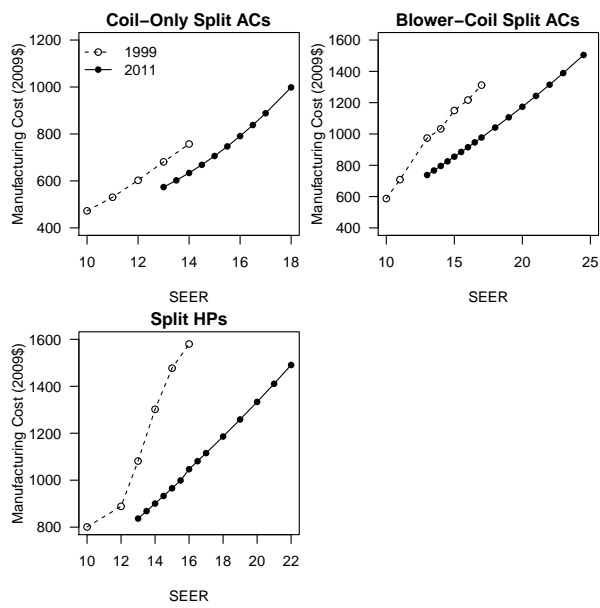 Coil−Only Split ACs
Manufacturing Cost (2009$)
1200
1000
800
600
400
1999
2011
10 12 14 16 18
SEER
Blower−Coil Split ACs
Manufacturing Cost (2009$)
1600
1400
1200
1000
800
600
400
10 15 20 25
SEER
Split HPs
Manufacturing Cost (2009$)
1600
1400
1200
1000
800
10 12 14 16 18 20 22
SEER